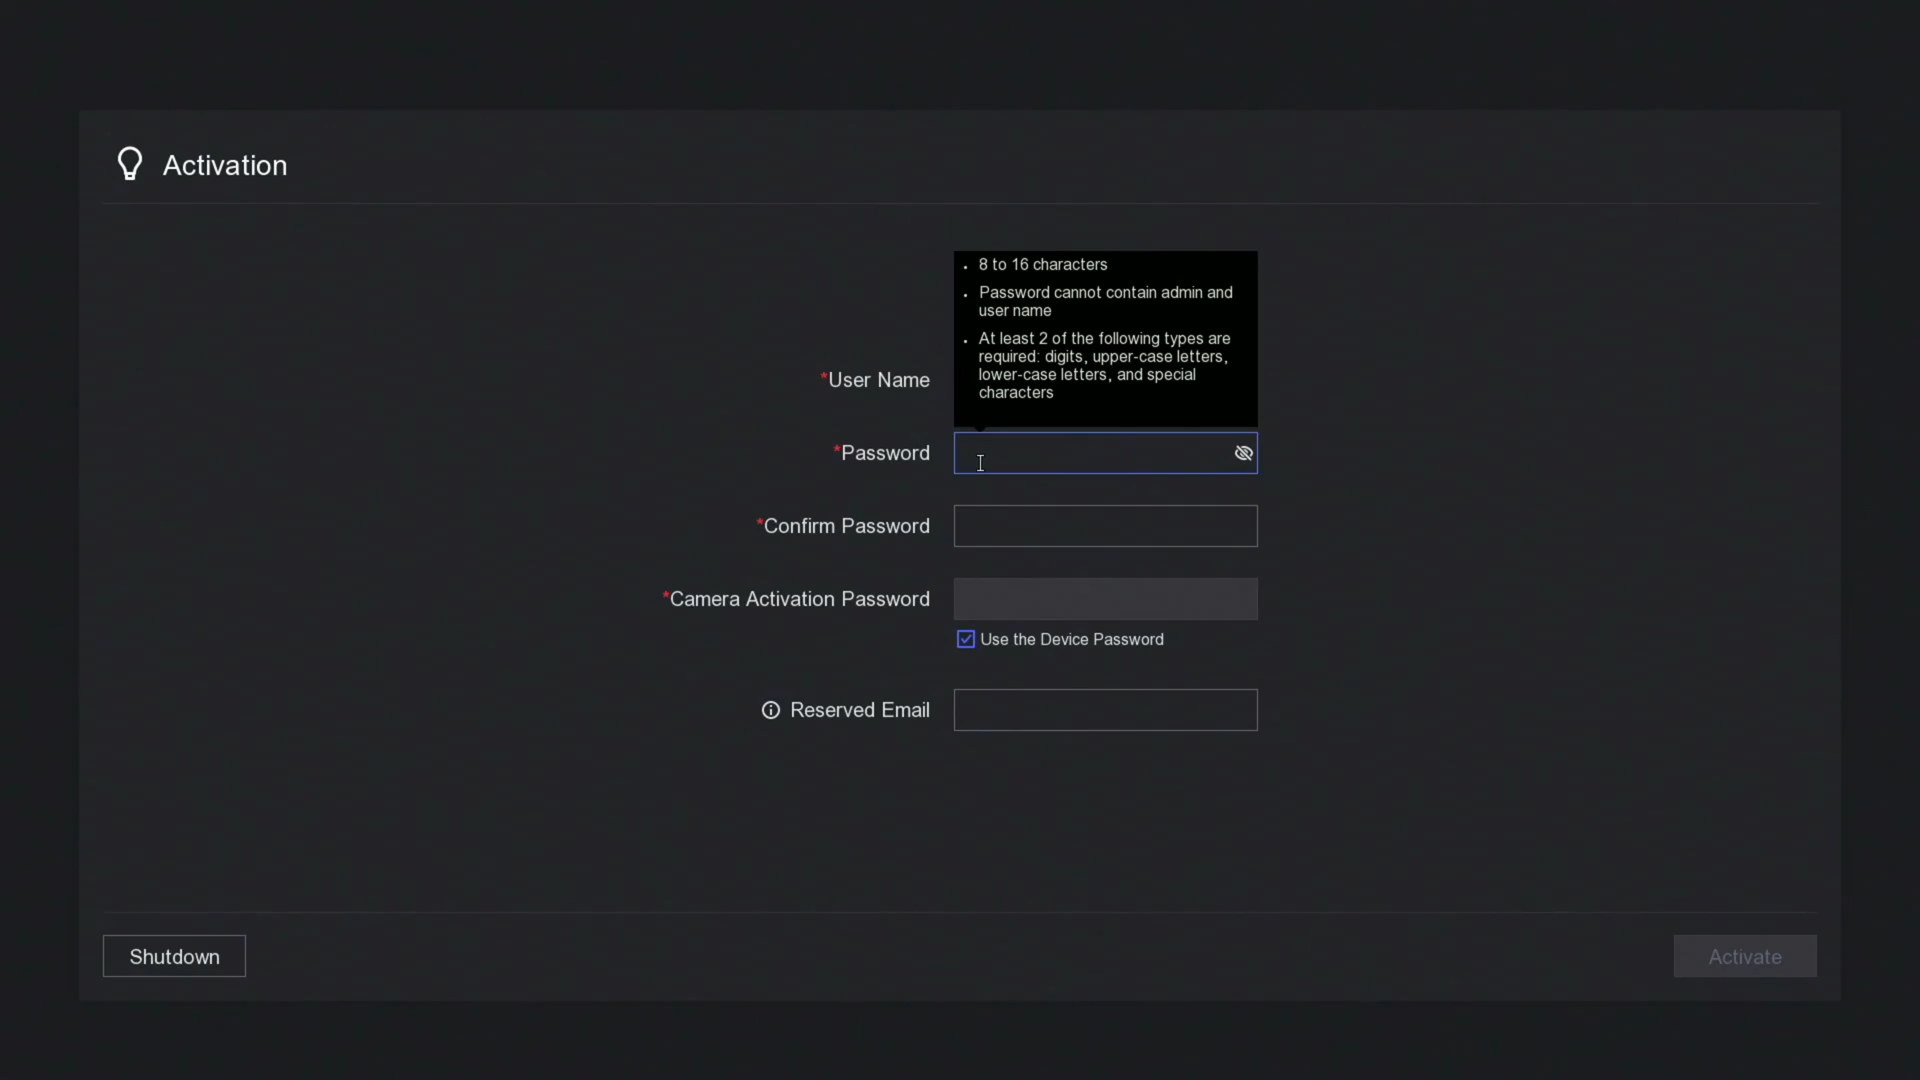 Activation
. 8 to 16 characters
. Password cannot contain admin and
user name
. At least 2 of the following types are
required: digits, upper-case letters,
lower-case letters, and special
characters
*User Name
*Password
*Confirm Password
*Camera Activation Password
Use the Device Password
Reserved Email
Shutdown
Activate